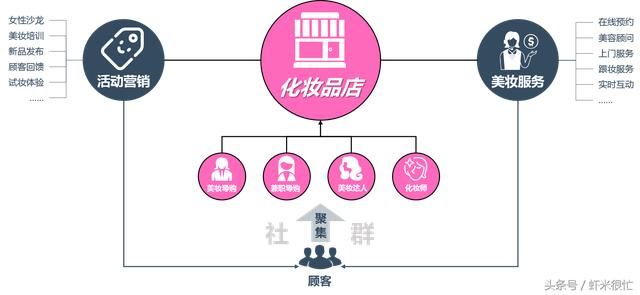 女性沙龙
美妆培训
新品发布
顾客回馈
试妆体验
......
活动营销
化妆品店
美妆服务
在线预约
美容顾问
上门服务
跟妆服务
实时互动
......
美妆导购
兼职导购
美妆达人
化妆师
社
聚集
群
顾客
头条号 / 虾米很忙